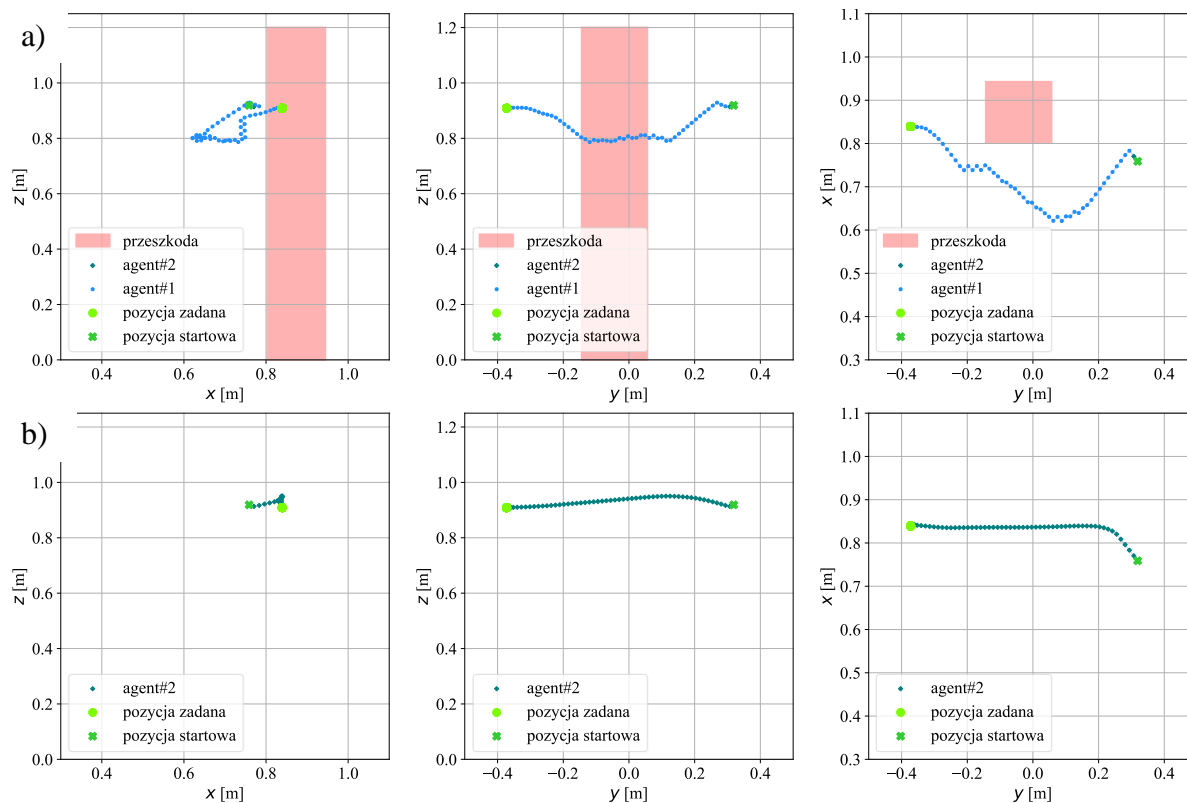 a)
z [m]
1.0
0.8
0.6
0.4
0.2
0.0
przeszkoda
agent#2
agent#1
pozycja zadana
pozycja startowa
0.4 0.6 0.8 1.0
x [m]
z [m]
1.2
1.0
0.8
0.6
0.4
0.2
0.0
przeszkoda
agent#2
agent#1
pozycja zadana
pozycja startowa
−0.4 −0.2 0.0 0.2 0.4
y [m]
x [m]
1.1
1.0
0.9
0.8
0.7
0.6
0.5
0.4
0.3
przeszkoda
agent#2
agent#1
pozycja zadana
pozycja startowa
−0.4 −0.2 0.0 0.2 0.4
y [m]
b)
z [m]
1.0
0.8
0.6
0.4
0.2
0.0
agent#2
pozycja zadana
pozycja startowa
0.4 0.6 0.8 1.0
x [m]
z [m]
1.2
1.0
0.8
0.6
0.4
0.2
0.0
agent#2
pozycja zadana
pozycja startowa
−0.4 −0.2 0.0 0.2 0.4
y [m]
x [m]
1.1
1.0
0.9
0.8
0.7
0.6
0.5
0.4
0.3
agent#2
pozycja zadana
pozycja startowa
−0.4 −0.2 0.0 0.2 0.4
y [m]